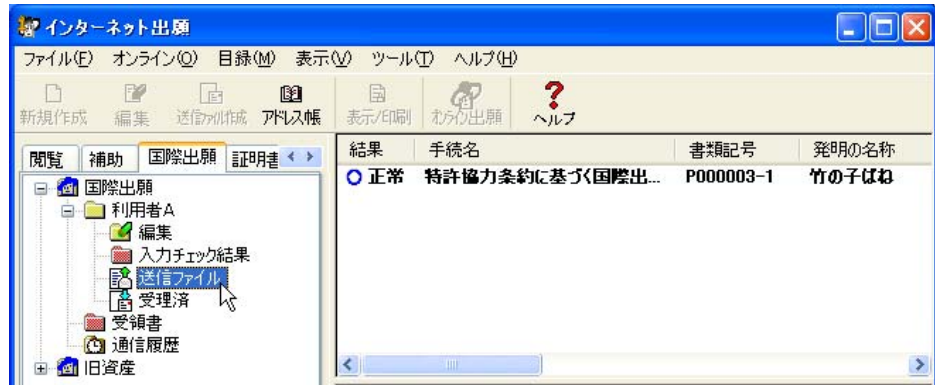 インターネット出願
ファイル(F) オンライン(O) 目録(M) 表示(V) ツール(T) ヘルプ(H)
新規作成 編集 送信ファイル作成 アドレス帳 表示/印刷 オンライン出願 ヘルプ
閲覧 補助 国際出願 証明書
結果 手続名 書類記号 発明の名称
正常 特許協力条約に基づく国際出... P000003-1 竹の子ばね
国際出願
利用者A
編集
入力チェック結果
送信ファイル
受理済
受領書
通信履歴
旧資産